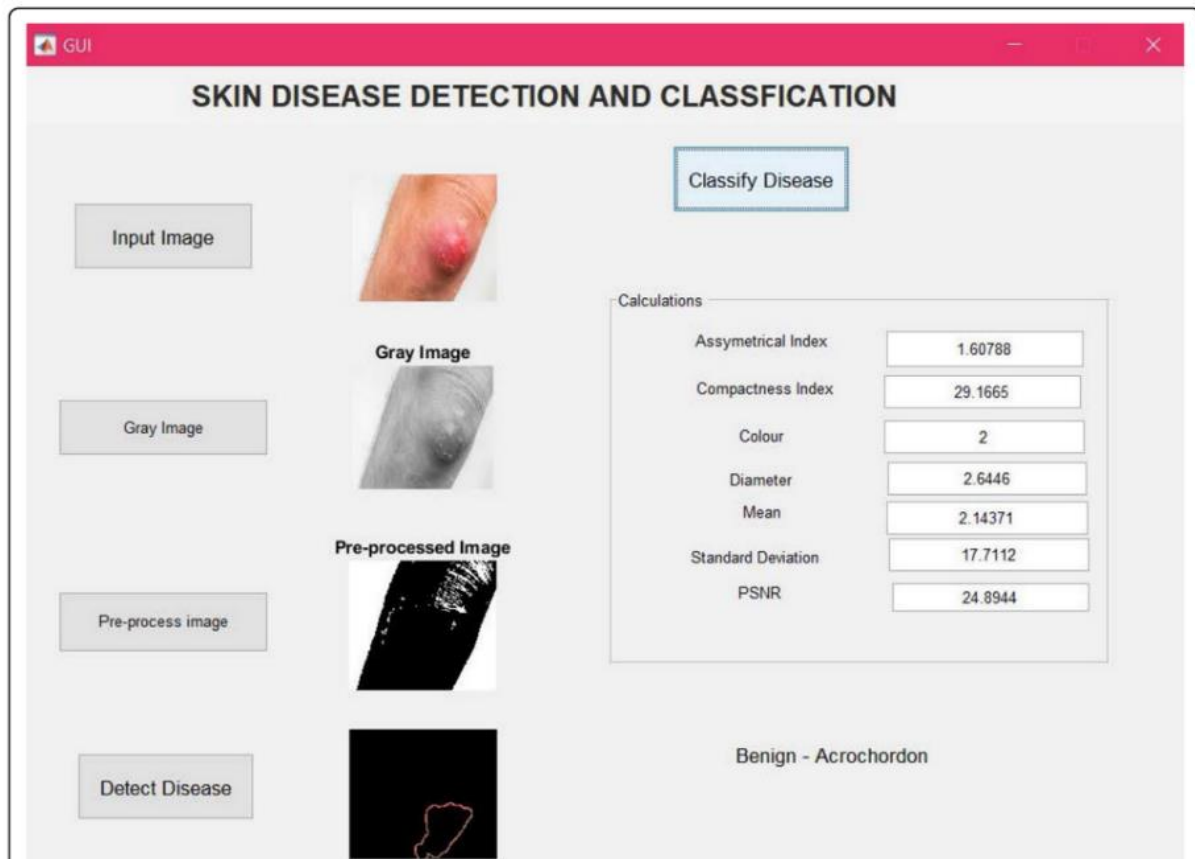 GUI
SKIN DISEASE DETECTION AND CLASSFICATION
Classify Disease
Input Image
Calculations
Assymetrical Index 1.60788
Gray Image
Compactness Index 29.1665
Gray Image
Colour 2
Diameter 2.6446
Mean 2.14371
Pre-processed Image
Standard Deviation 17.7112
PSNR 24.8944
Pre-process image
Benign - Acrochordon
Detect Disease